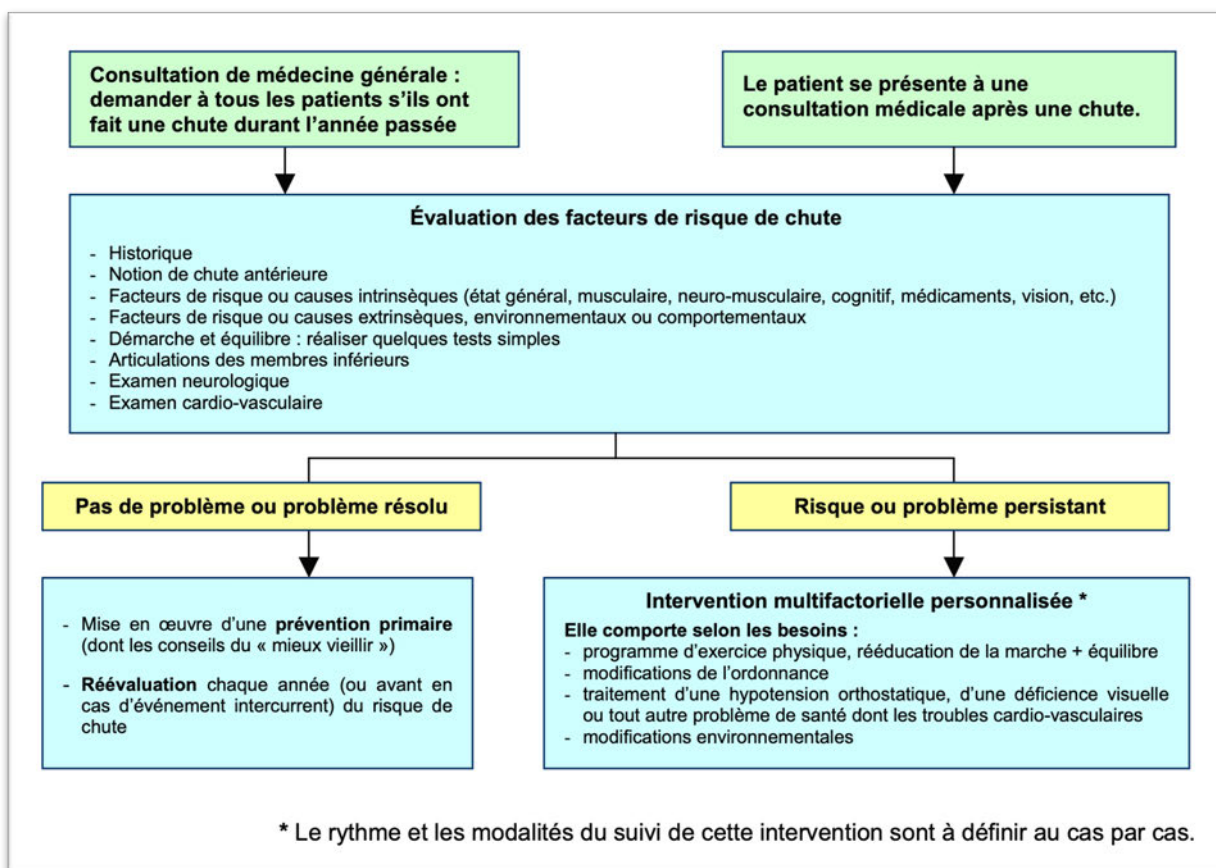 Consultation de médecine générale :
demander à tous les patients s’ils ont
fait une chute durant l’année passée
Le patient se présente à une
consultation médicale après une chute.
Évaluation des facteurs de risque de chute
- Historique
- Notion de chute antérieure
- Facteurs de risque ou causes intrinsèques (état général, musculaire, neuro-musculaire, cognitif, médicaments, vision, etc.)
- Facteurs de risque ou causes extrinsèques, environnementaux ou comportementaux
- Démarche et équilibre : réaliser quelques tests simples
- Articulations des membres inférieurs
- Examen neurologique
- Examen cardio-vasculaire
Pas de problème ou problème résolu
Risque ou problème persistant
- Mise en œuvre d’une prévention primaire
(dont les conseils du « mieux vieillir »)
- Réévaluation chaque année (ou avant en
cas d’événement intercurrent) du risque de
chute
Intervention multifactorielle personnalisée *
Elle comporte selon les besoins :
- programme d’exercice physique, rééducation de la marche + équilibre
- modifications de l’ordonnance
- traitement d’une hypotension orthostatique, d’une déficience visuelle
ou tout autre problème de santé dont les troubles cardio-vasculaires
- modifications environnementales
* Le rythme et les modalités du suivi de cette intervention sont à définir au cas par cas.